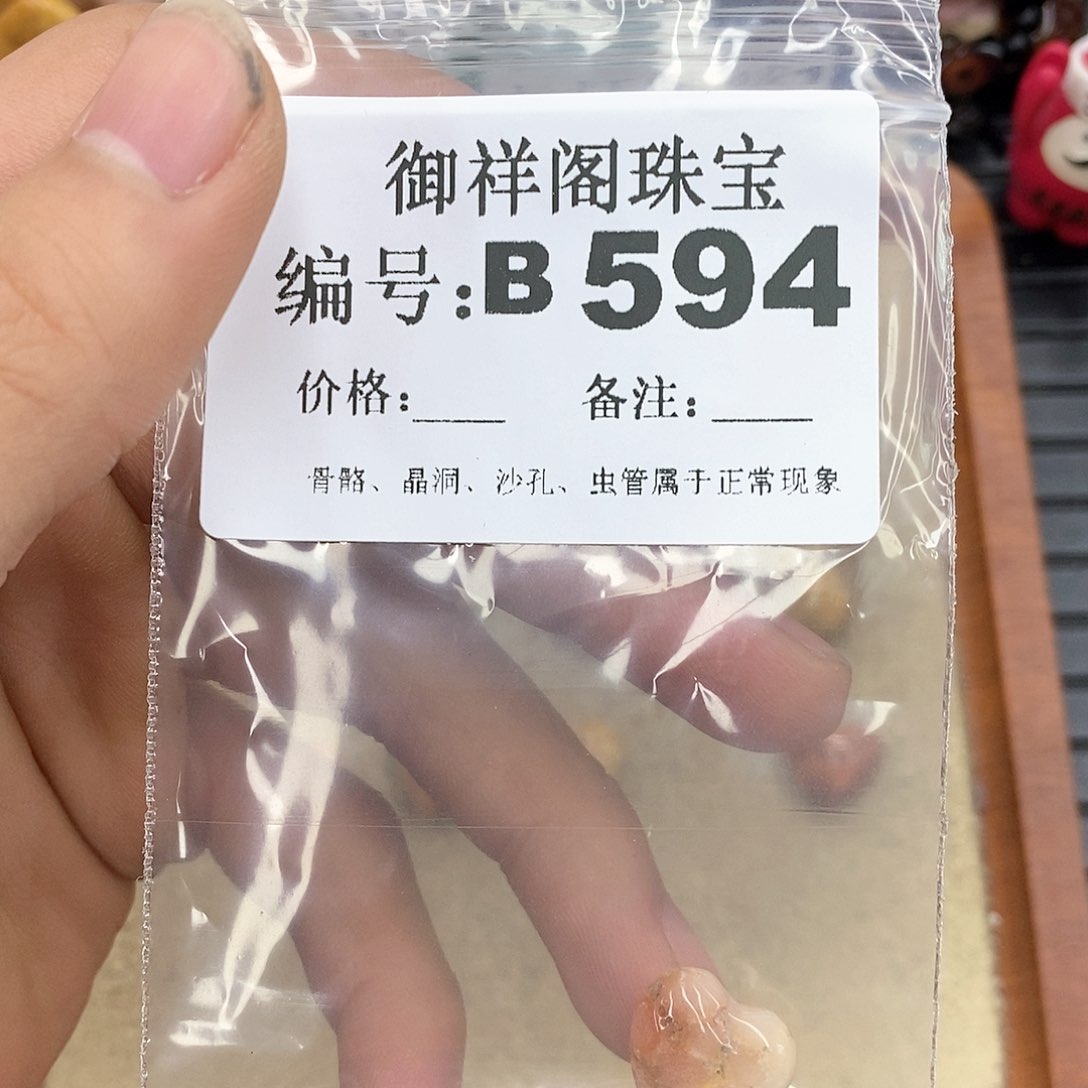 御祥阁珠宝
编号:B594
价格:____ 备注:____
骨骼、晶洞、沙孔、虫管属于正常现象